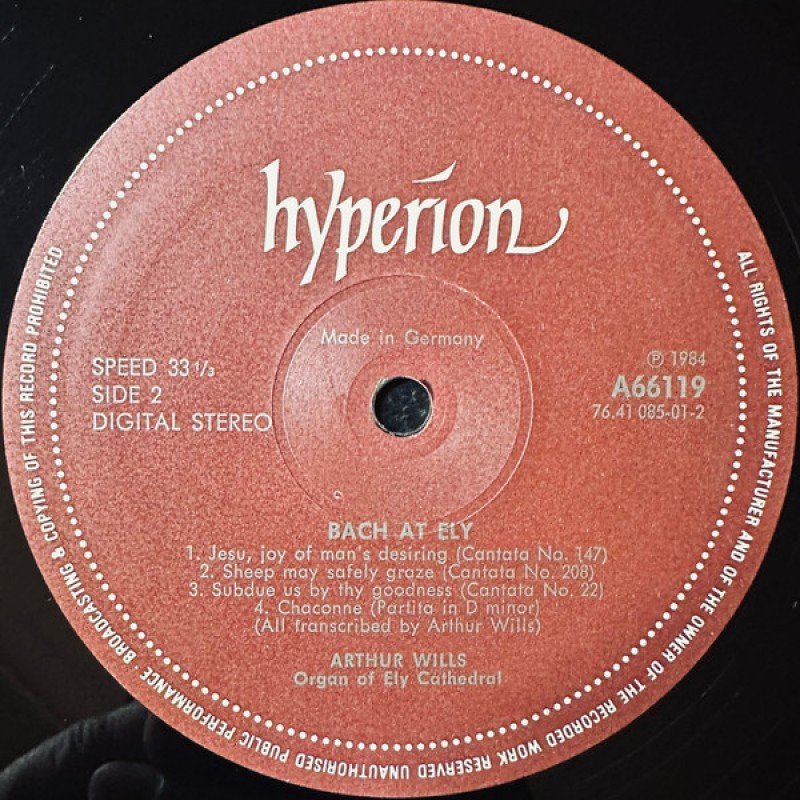 hyperion
Made in Germany
SPEED 33 1/3
SIDE 2
DIGITAL STEREO
℗ 1984
A66119
76.41 085-01-2
BACH AT ELY
1. Jesu, joy of man's desiring (Cantata No. 147)
2. Sheep may safely graze (Cantata No. 208)
3. Subdue us by thy goodness (Cantata No. 22)
4. Chaconne (Partita in D minor)
(All transcribed by Arthur Wills)
ARTHUR WILLS
Organ of Ely Cathedral
ALL RIGHTS OF THE MANUFACTURER AND OF THE OWNER OF THE RECORDED WORK RESERVED UNAUTHORISED PUBLIC PERFORMANCE · BROADCASTING & COPYING OF THIS RECORD PROHIBITED